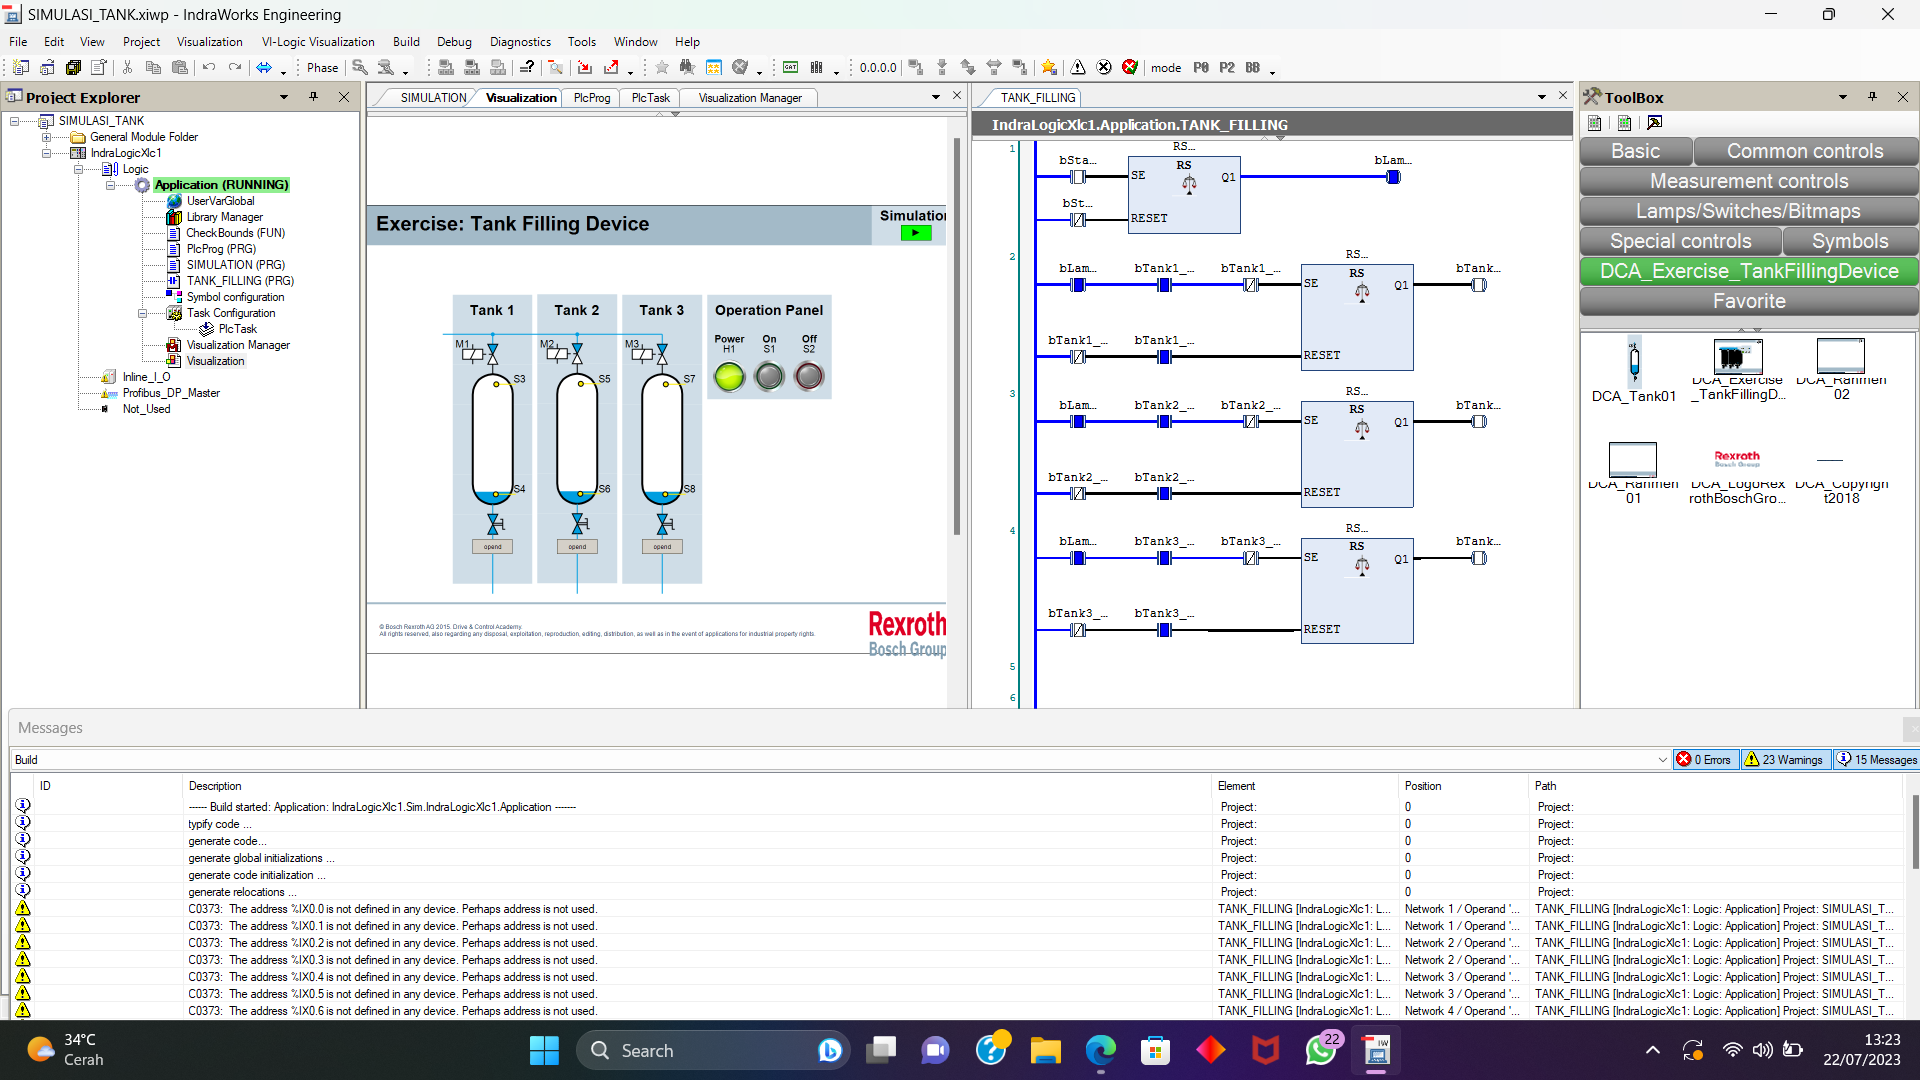 SIMULASI_TANK.xiwp - IndraWorks Engineering
File Edit View Project Visualization VI-Logic Visualization Build Debug Diagnostics Tools Window Help
Phase 0.0.0.0 mode P0 P2 BB
Project Explorer
SIMULASI_TANK
General Module Folder
IndraLogicXlc1
Logic
Application (RUNNING)
UserVarGlobal
Library Manager
CheckBounds (FUN)
PlcProg (PRG)
SIMULATION (PRG)
TANK_FILLING (PRG)
Symbol configuration
Task Configuration
PlcTask
Visualization Manager
Visualization
Inline_I_O
Profibus_DP_Master
Not_Used
SIMULATION Visualization PlcProg PlcTask Visualization Manager
Exercise: Tank Filling Device
Simulation
Tank 1 Tank 2 Tank 3 Operation Panel
Power On Off
H1 S1 S2
M1 M2 M3
S3 S5 S7
S4 S6 S8
opend opend opend
© Bosch Rexroth AG 2015. Drive & Control Academy.
All rights reserved, also regarding any disposal, exploitation, reproduction, editing, distribution, as well as in the event of applications for industrial property rights.
Rexroth
Bosch Group
TANK_FILLING
IndraLogicXlc1.Application.TANK_FILLING
1
RS...
bSta... RS bLam...
SE Q1
bSt...
RESET
2
RS...
bLam... bTank1_... bTank1_... RS bTank...
SE Q1
bTank1_... bTank1_...
RESET
3
RS...
bLam... bTank2_... bTank2_... RS bTank...
SE Q1
bTank2_... bTank2_...
RESET
4
RS...
bLam... bTank3_... bTank3_... RS bTank...
SE Q1
bTank3_... bTank3_...
RESET
5
6
ToolBox
Basic Common controls
Measurement controls
Lamps/Switches/Bitmaps
Special controls Symbols
DCA_Exercise_TankFillingDevice
Favorite
DCA_Tank01
DCA_Exercise
_TankFillingD...
DCA_Rahmen
02
DCA_Rahmen
01
Rexroth
Bosch Group
DCA_LogoRex
rothBoschGro...
DCA_Copyrigh
t2018
Messages
Build 0 Errors 23 Warnings 15 Messages
ID Description Element Position Path
------ Build started: Application: IndraLogicXlc1.Sim.IndraLogicXlc1.Application ------- Project: 0 Project:
typify code ... Project: 0 Project:
generate code... Project: 0 Project:
generate global initializations ... Project: 0 Project:
generate code initialization ... Project: 0 Project:
generate relocations ... Project: 0 Project:
C0373: The address %IX0.0 is not defined in any device. Perhaps address is not used. TANK_FILLING [IndraLogicXlc1: L... Network 1 / Operand '... TANK_FILLING [IndraLogicXlc1: Logic: Application] Project: SIMULASI_T...
C0373: The address %IX0.1 is not defined in any device. Perhaps address is not used. TANK_FILLING [IndraLogicXlc1: L... Network 1 / Operand '... TANK_FILLING [IndraLogicXlc1: Logic: Application] Project: SIMULASI_T...
C0373: The address %IX0.2 is not defined in any device. Perhaps address is not used. TANK_FILLING [IndraLogicXlc1: L... Network 2 / Operand '... TANK_FILLING [IndraLogicXlc1: Logic: Application] Project: SIMULASI_T...
C0373: The address %IX0.3 is not defined in any device. Perhaps address is not used. TANK_FILLING [IndraLogicXlc1: L... Network 2 / Operand '... TANK_FILLING [IndraLogicXlc1: Logic: Application] Project: SIMULASI_T...
C0373: The address %IX0.4 is not defined in any device. Perhaps address is not used. TANK_FILLING [IndraLogicXlc1: L... Network 3 / Operand '... TANK_FILLING [IndraLogicXlc1: Logic: Application] Project: SIMULASI_T...
C0373: The address %IX0.5 is not defined in any device. Perhaps address is not used. TANK_FILLING [IndraLogicXlc1: L... Network 3 / Operand '... TANK_FILLING [IndraLogicXlc1: Logic: Application] Project: SIMULASI_T...
C0373: The address %IX0.6 is not defined in any device. Perhaps address is not used. TANK_FILLING [IndraLogicXlc1: L... Network 4 / Operand '... TANK_FILLING [IndraLogicXlc1: Logic: Application] Project: SIMULASI_T...
34°C
Cerah
Search
22
IW
13:23
22/07/2023